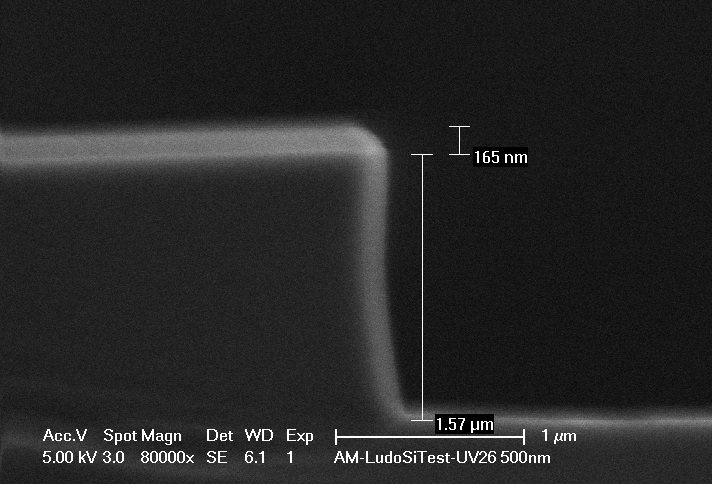 165 nm
1.57 µm
Acc.V Spot Magn Det WD Exp 1 µm
5.00 kV 3.0 80000x SE 6.1 1 AM-LudoSiTest-UV26 500nm